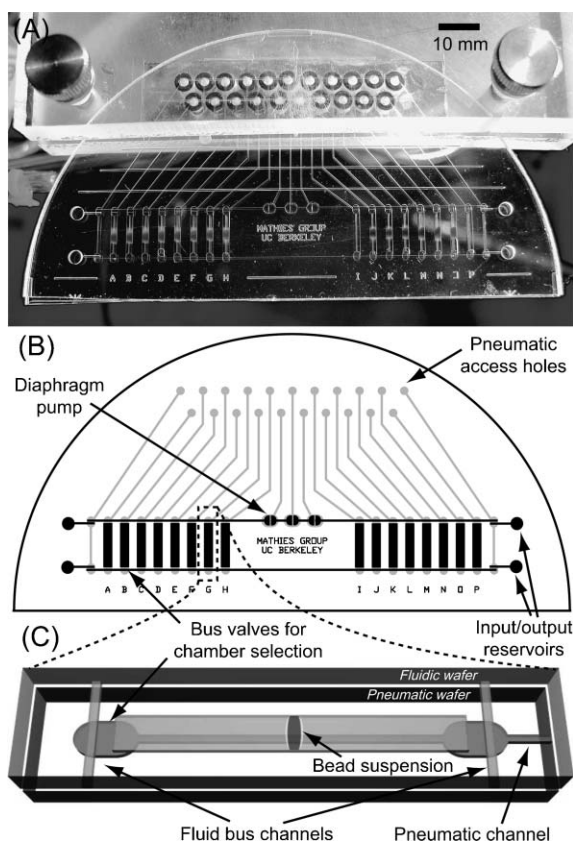 (A)
10 mm
MATHIES GROUP
UC BERKELEY
A B C D E F G H
I J K L M N O P
(B)
Pneumatic
access holes
Diaphragm
pump
MATHIES GROUP
UC BERKELEY
A B C D E F G H
I J K L M N O P
Bus valves for
chamber selection
Input/output
reservoirs
(C)
Fluidic wafer
Pneumatic wafer
Bead suspension
Fluid bus channels
Pneumatic channel